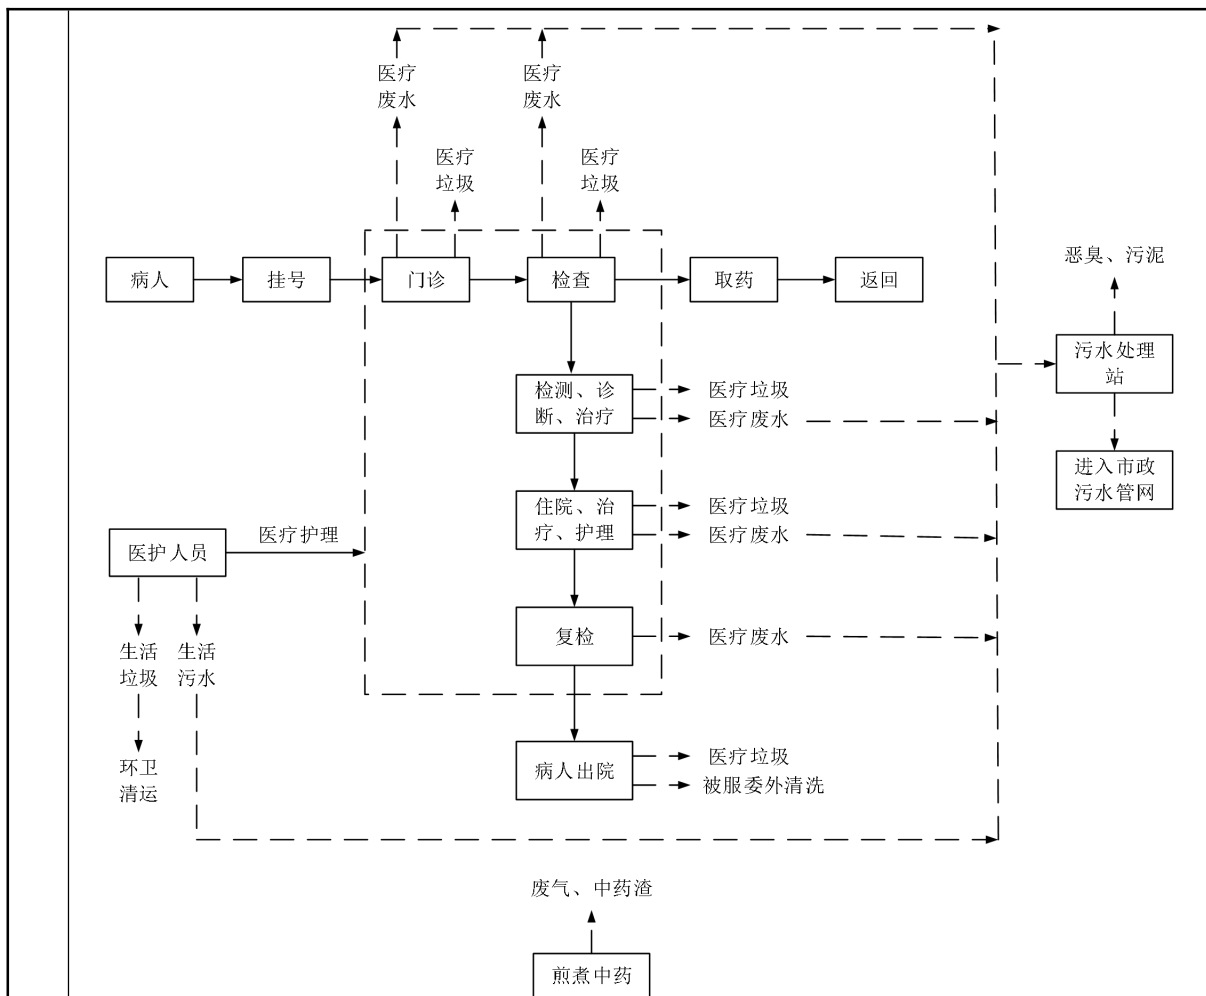 医疗
废水
医疗
废水
医疗
垃圾
医疗
垃圾
病人
挂号
门诊
检查
取药
返回
恶臭、污泥
污水处理
站
进入市政
污水管网
检测、诊
断、治疗
医疗垃圾
医疗废水
住院、治
疗、护理
医疗垃圾
医疗废水
医护人员
医疗护理
复检
医疗废水
生活
垃圾
生活
污水
环卫
清运
病人出院
医疗垃圾
被服委外清洗
废气、中药渣
煎煮中药